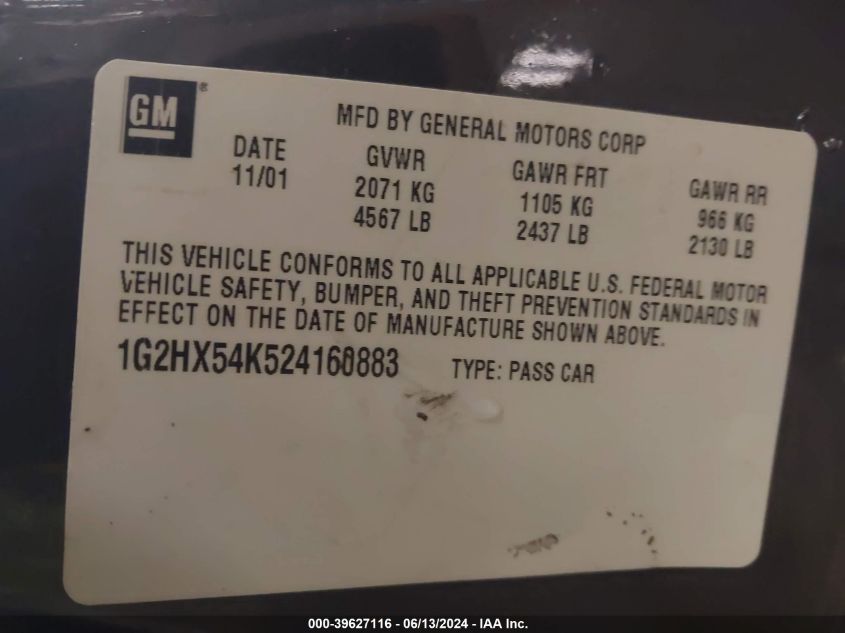 GM ®
MFD BY GENERAL MOTORS CORP
DATE GVWR GAWR FRT GAWR RR
11/01 2071 KG 1105 KG 966 KG
4567 LB 2437 LB 2130 LB
THIS VEHICLE CONFORMS TO ALL APPLICABLE U.S. FEDERAL MOTOR
VEHICLE SAFETY, BUMPER, AND THEFT PREVENTION STANDARDS IN
EFFECT ON THE DATE OF MANUFACTURE SHOWN ABOVE.
1G2HX54K524160883 TYPE: PASS CAR
000-39627116 - 06/13/2024 - IAA Inc.